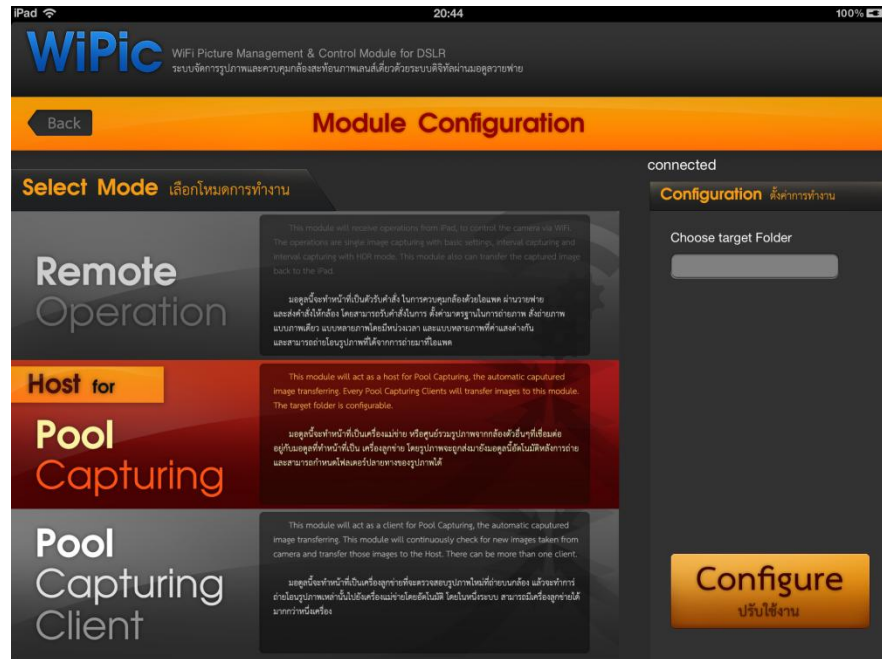 iPad 20:44 100%
WiPic
WiFi Picture Management & Control Module for DSLR
ระบบจัดการรูปภาพและควบคุมกล้องสะท้อนภาพเลนส์เดี่ยวด้วยระบบดิจิทัลผ่านมอดูลวายฟาย
Back
Module Configuration
connected
Select Mode เลือกโหมดการทำงาน
Configuration ตั้งค่าการทำงาน
Choose target Folder
Remote
Operation
This module will receive operations from iPad, to control the camera via WiFi.
The operations are single image capturing with basic settings, interval capturing and
interval capturing with HDR mode. This module also can transfer the captured image
back to the iPad.
มอดูลนี้จะทำหน้าที่เป็นตัวรับคำสั่ง ในการควบคุมกล้องด้วยไอแพด ผ่านวายฟาย
และส่งคำสั่งให้กล้อง โดยสามารถรับคำสั่งในการ ตั้งค่ามาตรฐานในการถ่ายภาพ สั่งถ่ายภาพ
แบบภาพเดียว แบบหลายภาพโดยมีหน่วงเวลา และแบบหลายภาพที่ค่าแสงต่างกัน
และสามารถถ่ายโอนรูปภาพที่ได้จากการถ่ายมาที่ไอแพด
Host for
Pool
Capturing
This module will act as a host for Pool Capturing, the automatic caputured
image transferring. Every Pool Capturing Clients will transfer images to this module.
The target folder is configurable.
มอดูลนี้จะทำหน้าที่เป็นเครื่องแม่ข่าย หรือศูนย์รวมรูปภาพจากกล้องตัวอื่นๆที่เชื่อมต่อ
อยู่กับมอดูลที่ทำหน้าที่เป็น เครื่องลูกข่าย โดยรูปภาพจะถูกส่งมายังมอดูลนี้อัตโนมัติหลังการถ่าย
และสามารถกำหนดโฟลเดอร์ปลายทางของรูปภาพได้
Pool
Capturing
Client
This module will act as a client for Pool Capturing, the automatic caputured
image transferring. This module will continuously check for new images taken from
camera and transfer those images to the Host. There can be more than one client.
มอดูลนี้จะทำหน้าที่เป็นเครื่องลูกข่ายที่จะตรวจสอบรูปภาพใหม่ที่ถ่ายบนกล้อง แล้วจะทำการ
ถ่ายโอนรูปภาพเหล่านั้นไปยังเครื่องแม่ข่ายโดยอัตโนมัติ โดยในหนึ่งระบบ สามารถมีเครื่องลูกข่ายได้
มากกว่าหนึ่งเครื่อง
Configure
ปรับใช้งาน